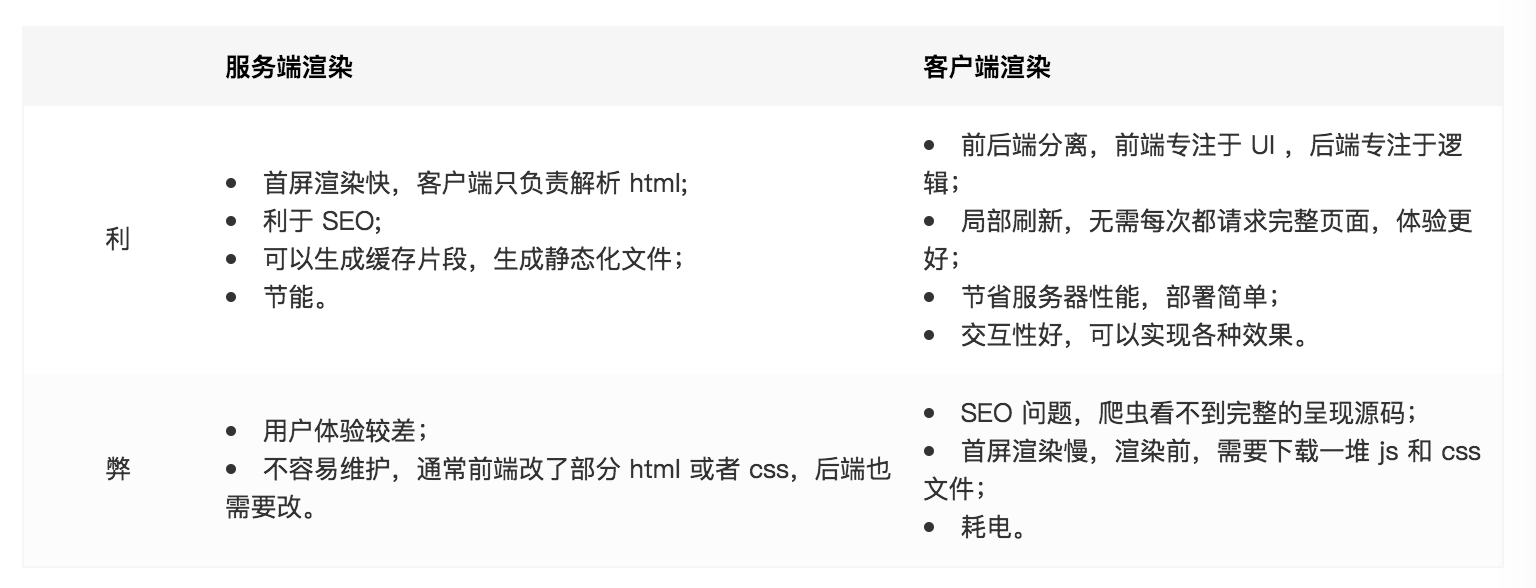 服务端渲染
客户端渲染
利
• 首屏渲染快，客户端只负责解析 html;
• 利于 SEO;
• 可以生成缓存片段，生成静态化文件；
• 节能。
• 前后端分离，前端专注于 UI ，后端专注于逻
辑；
• 局部刷新，无需每次都请求完整页面，体验更
好；
• 节省服务器性能，部署简单；
• 交互性好，可以实现各种效果。
弊
• 用户体验较差；
• 不容易维护，通常前端改了部分 html 或者 css，后端也
需要改。
• SEO 问题，爬虫看不到完整的呈现源码；
• 首屏渲染慢，渲染前，需要下载一堆 js 和 css
文件；
• 耗电。